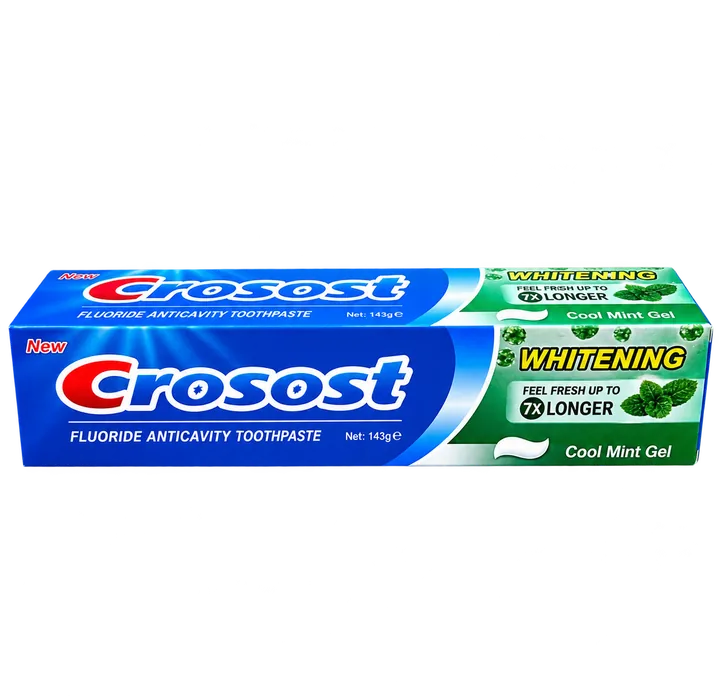 New
Crosost
FLUORIDE ANTICAVITY TOOTHPASTE Net: 143g℮
WHITENING
FEEL FRESH UP TO
7X LONGER
Cool Mint Gel
New
Crosost
FLUORIDE ANTICAVITY TOOTHPASTE Net: 143g℮
WHITENING
FEEL FRESH UP TO
7X LONGER
Cool Mint Gel